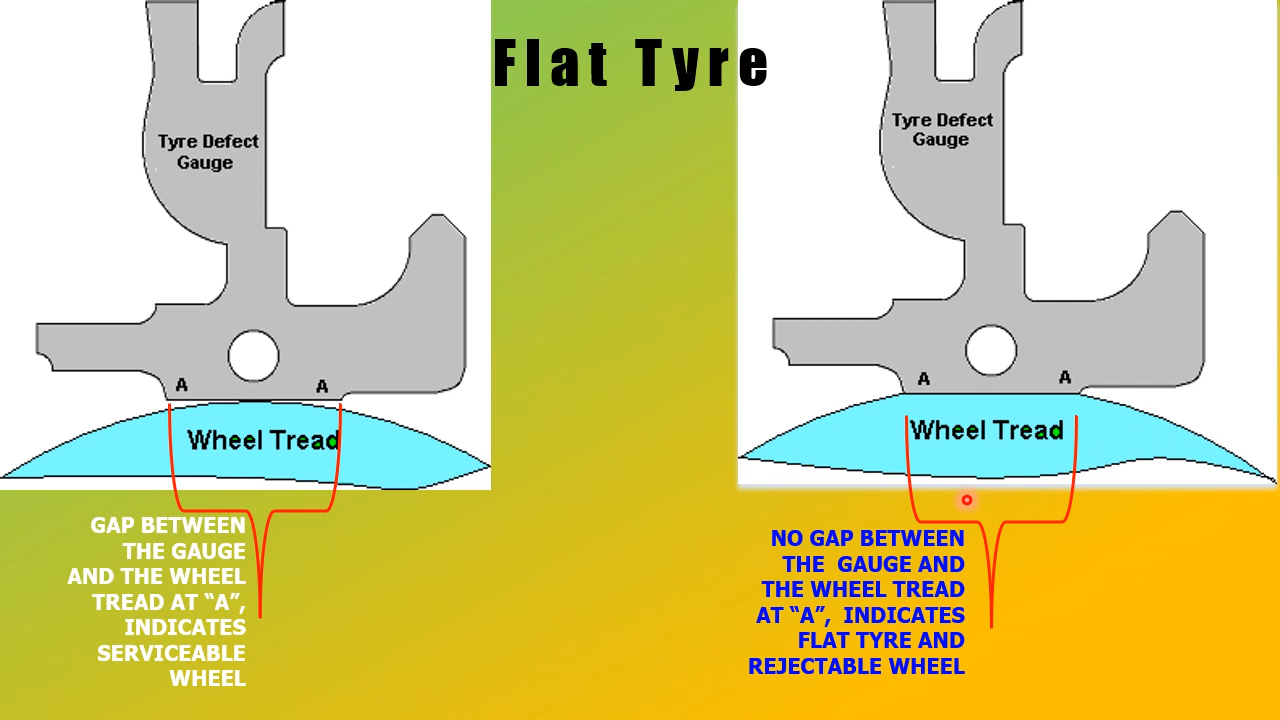 Flat Tyre
Tyre Defect
Gauge
A
A
Wheel Tread
GAP BETWEEN
THE GAUGE
AND THE WHEEL
TREAD AT “A”,
INDICATES
SERVICEABLE
WHEEL
Tyre Defect
Gauge
A
A
Wheel Tread
NO GAP BETWEEN
THE GAUGE AND
THE WHEEL TREAD
AT “A”, INDICATES
FLAT TYRE AND
REJECTABLE WHEEL